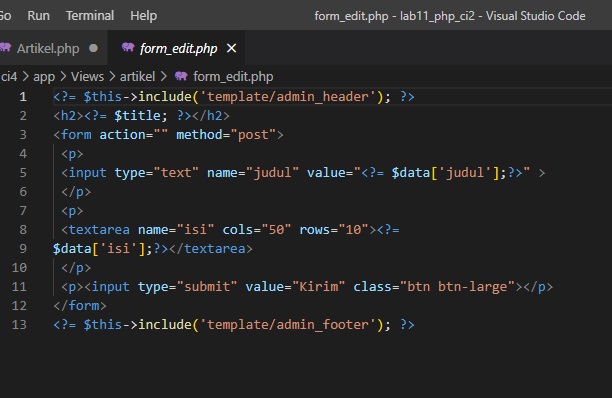 Go Run Terminal Help form_edit.php - lab11_php_ci2 - Visual Studio Code
Artikel.php ● form_edit.php ×
ci4 > app > Views > artikel > form_edit.php
1 <?= $this->include('template/admin_header'); ?>
2 <h2><?= $title; ?></h2>
3 <form action="" method="post">
4 <p>
5 <input type="text" name="judul" value="<?= $data['judul'];?>" >
6 </p>
7 <p>
8 <textarea name="isi" cols="50" rows="10"><?=
9 $data['isi'];?></textarea>
10 </p>
11 <p><input type="submit" value="Kirim" class="btn btn-large"></p>
12 </form>
13 <?= $this->include('template/admin_footer'); ?>